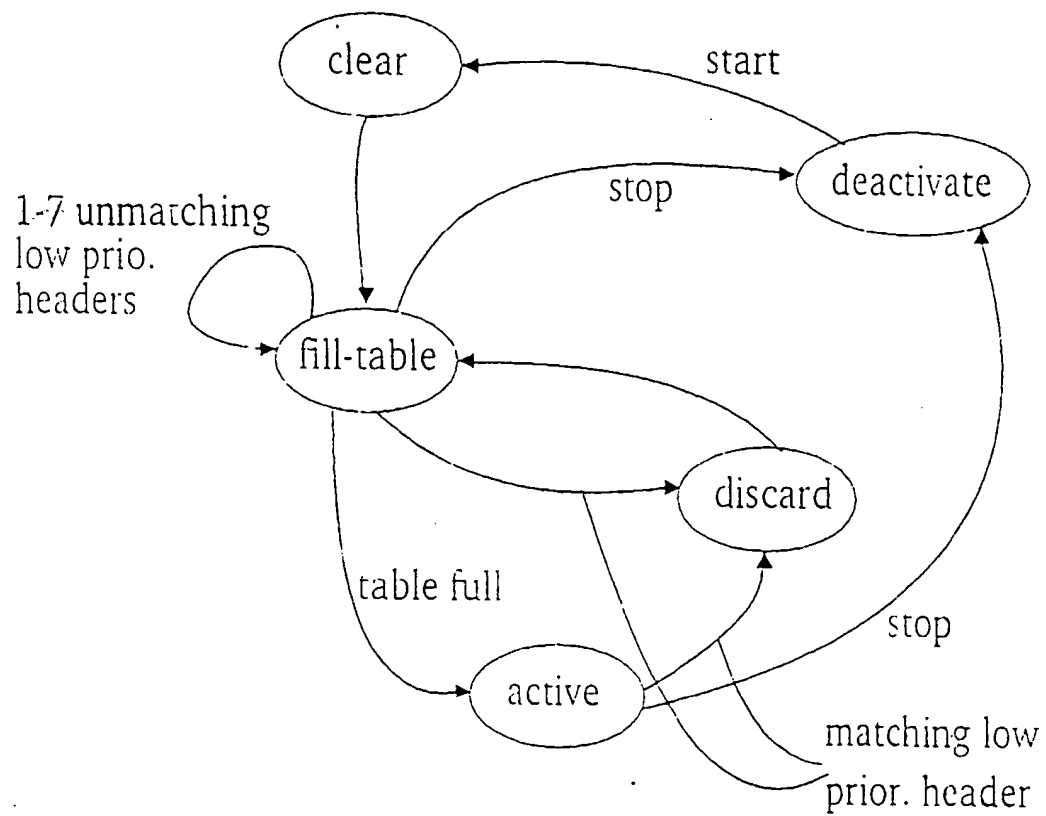 clear
start
deactivate
stop
1-7 unmatching
low prio.
headers
fill-table
discard
table full
stop
active
matching low
prior. header